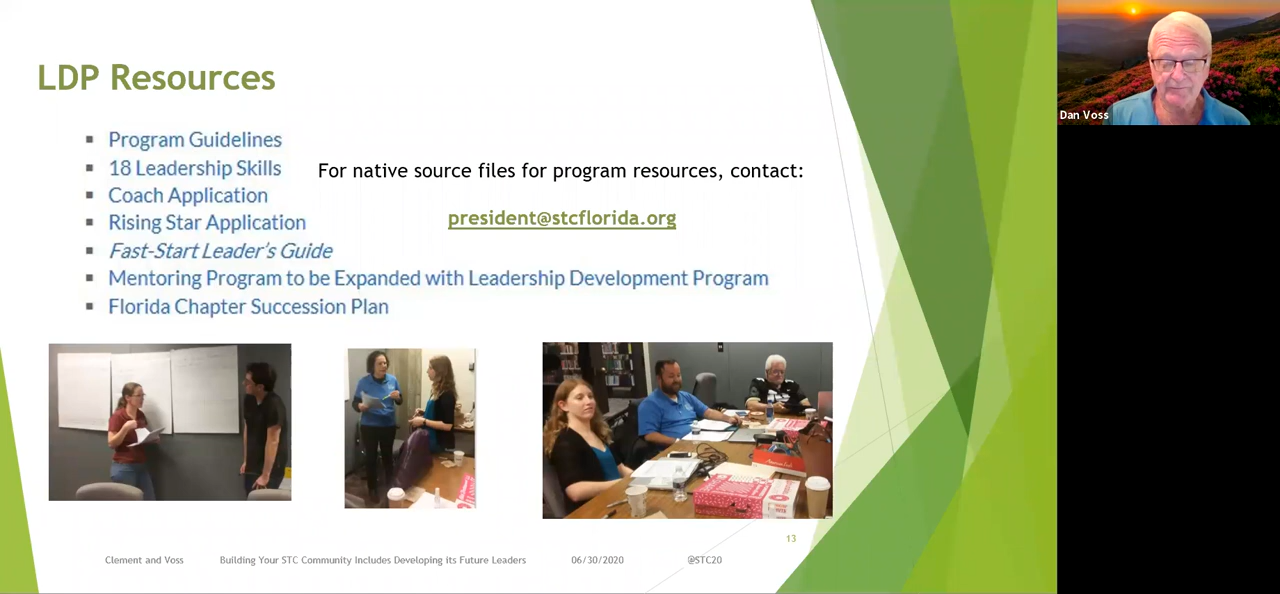 LDP Resources
Program Guidelines
18 Leadership Skills
Coach Application
Rising Star Application
Fast-Start Leader's Guide
Mentoring Program to be Expanded with Leadership Development Program
Florida Chapter Succession Plan
For native source files for program resources, contact:
president@stcflorida.org
Dan Voss
13
Clement and Voss Building Your STC Community Includes Developing its Future Leaders 06/30/2020 @STC20